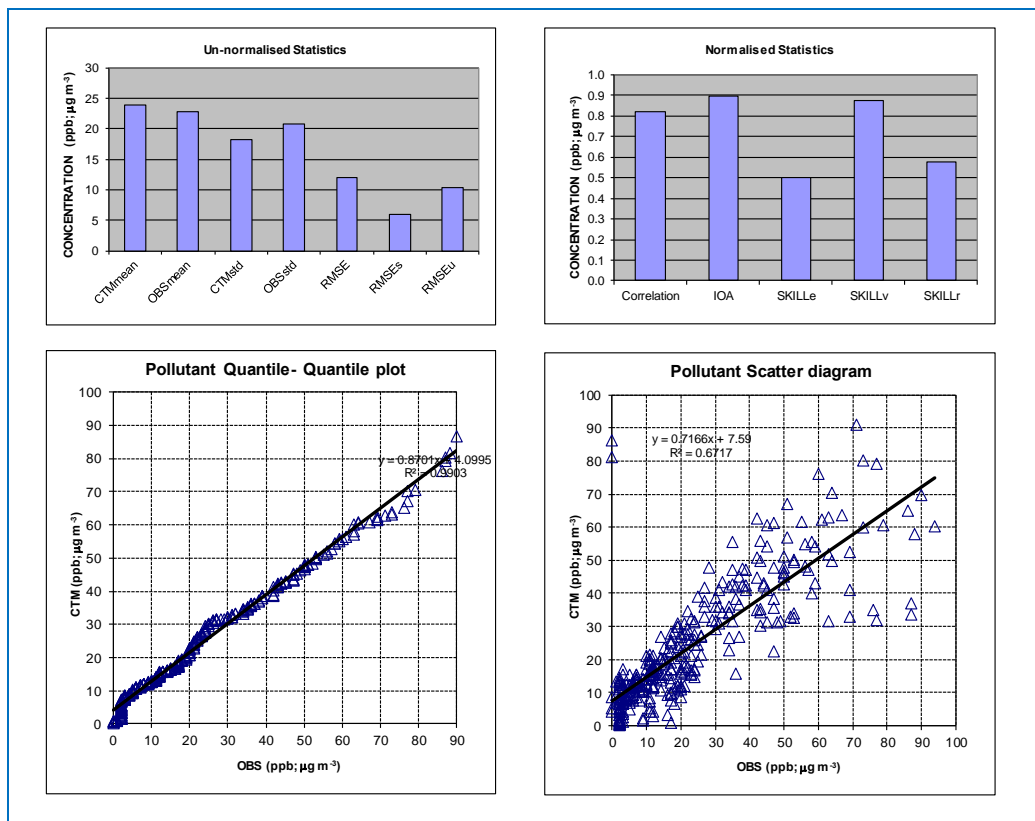 Un-normalised Statistics
CONCENTRATION (ppb; µg m-3)
30
25
20
15
10
5
0
CTMmean
OBSmean
CTMstd
OBSstd
RMSE
RMSEs
RMSEu
Normalised Statistics
CONCENTRATION (ppb; µg m-3)
1.0
0.9
0.8
0.7
0.6
0.5
0.4
0.3
0.2
0.1
0.0
Correlation IOA SKILLe SKILLv SKILLr
Pollutant Quantile- Quantile plot
CTM (ppb; µg m-3)
100
90
80
70
60
50
40
30
20
10
0
y = 0.8701x 4.0995
R² = 0.9903
0 10 20 30 40 50 60 70 80 90
OBS (ppb; µg m-3)
Pollutant Scatter diagram
CTM (ppb; µg m-3)
100
90
80
70
60
50
40
30
20
10
0
y = 0.7166x + 7.59
R² = 0.6717
0 10 20 30 40 50 60 70 80 90 100
OBS (ppb; µg m-3)